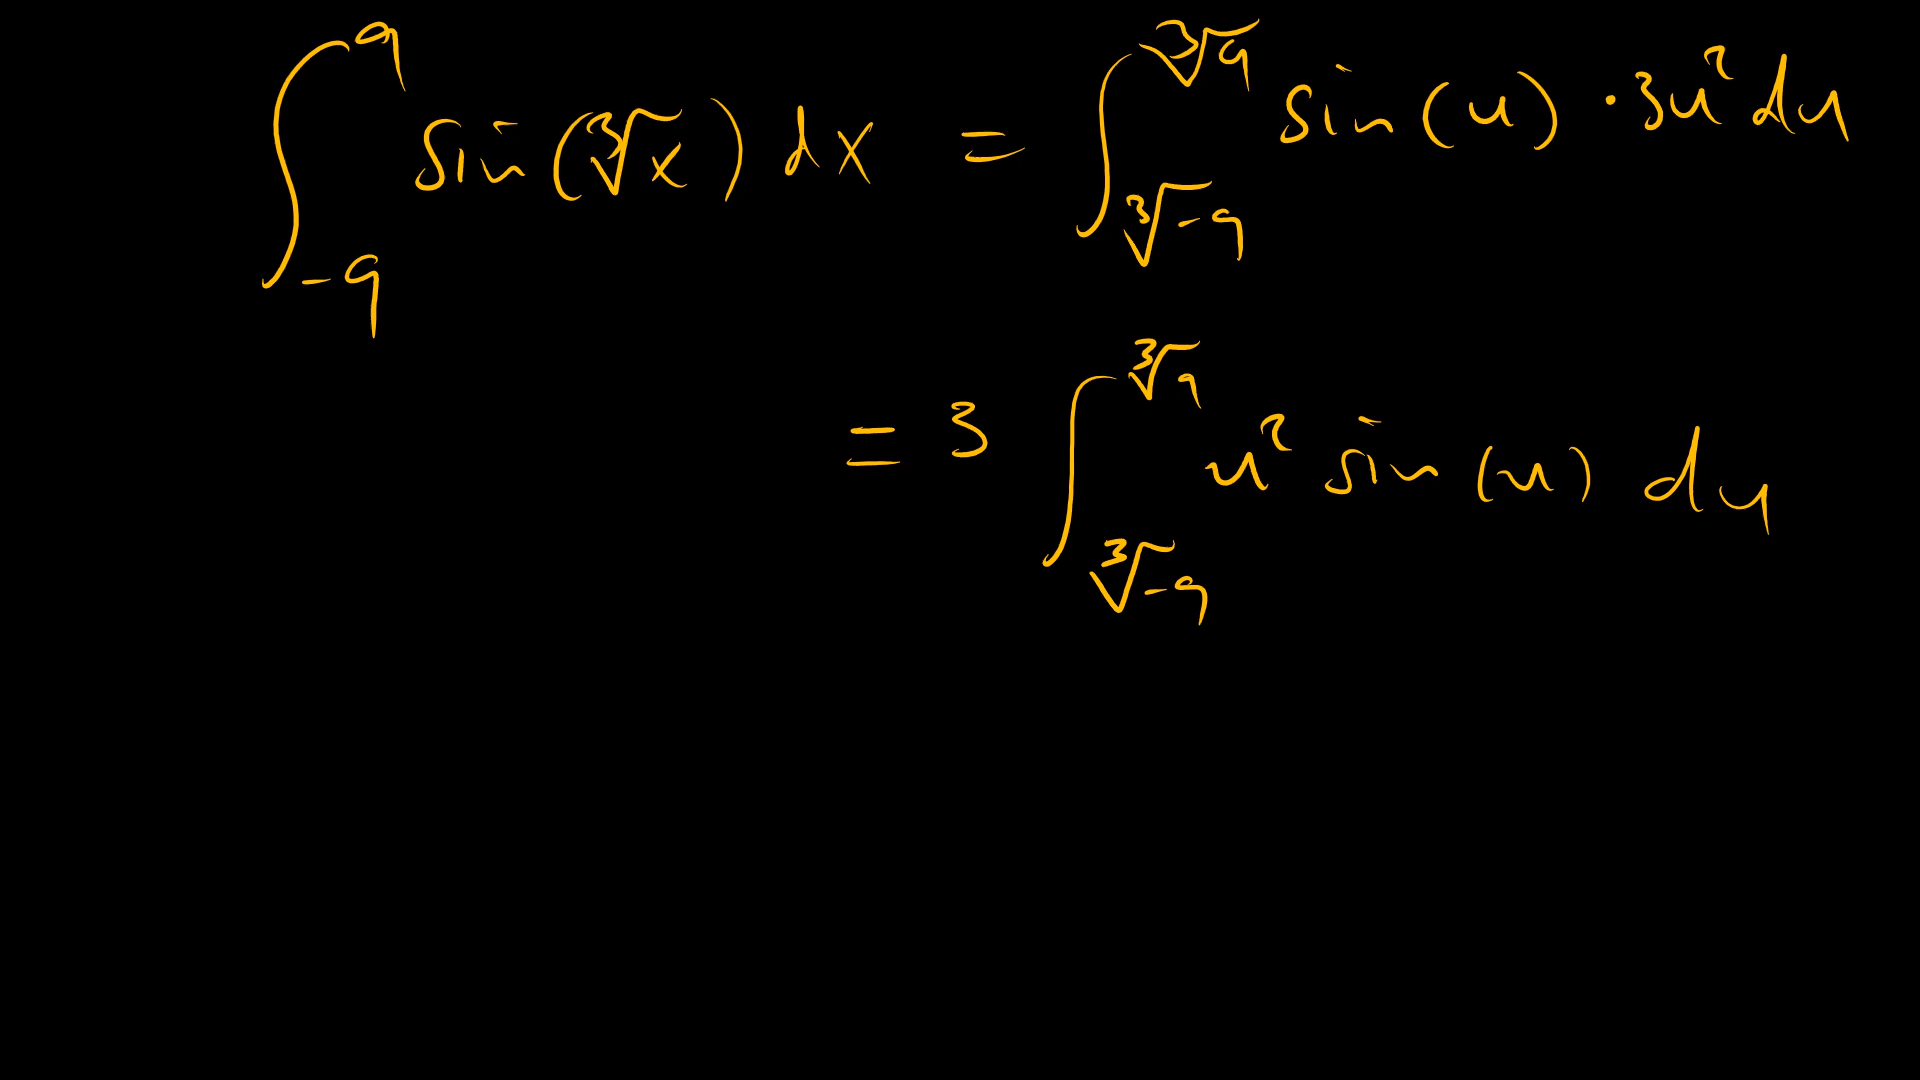 ∫_{-9}^{9} sin(∛x) dx = ∫_{∛-9}^{∛9} sin(u) · 3u² du
= 3 ∫_{∛-9}^{∛9} u² sin(u) du